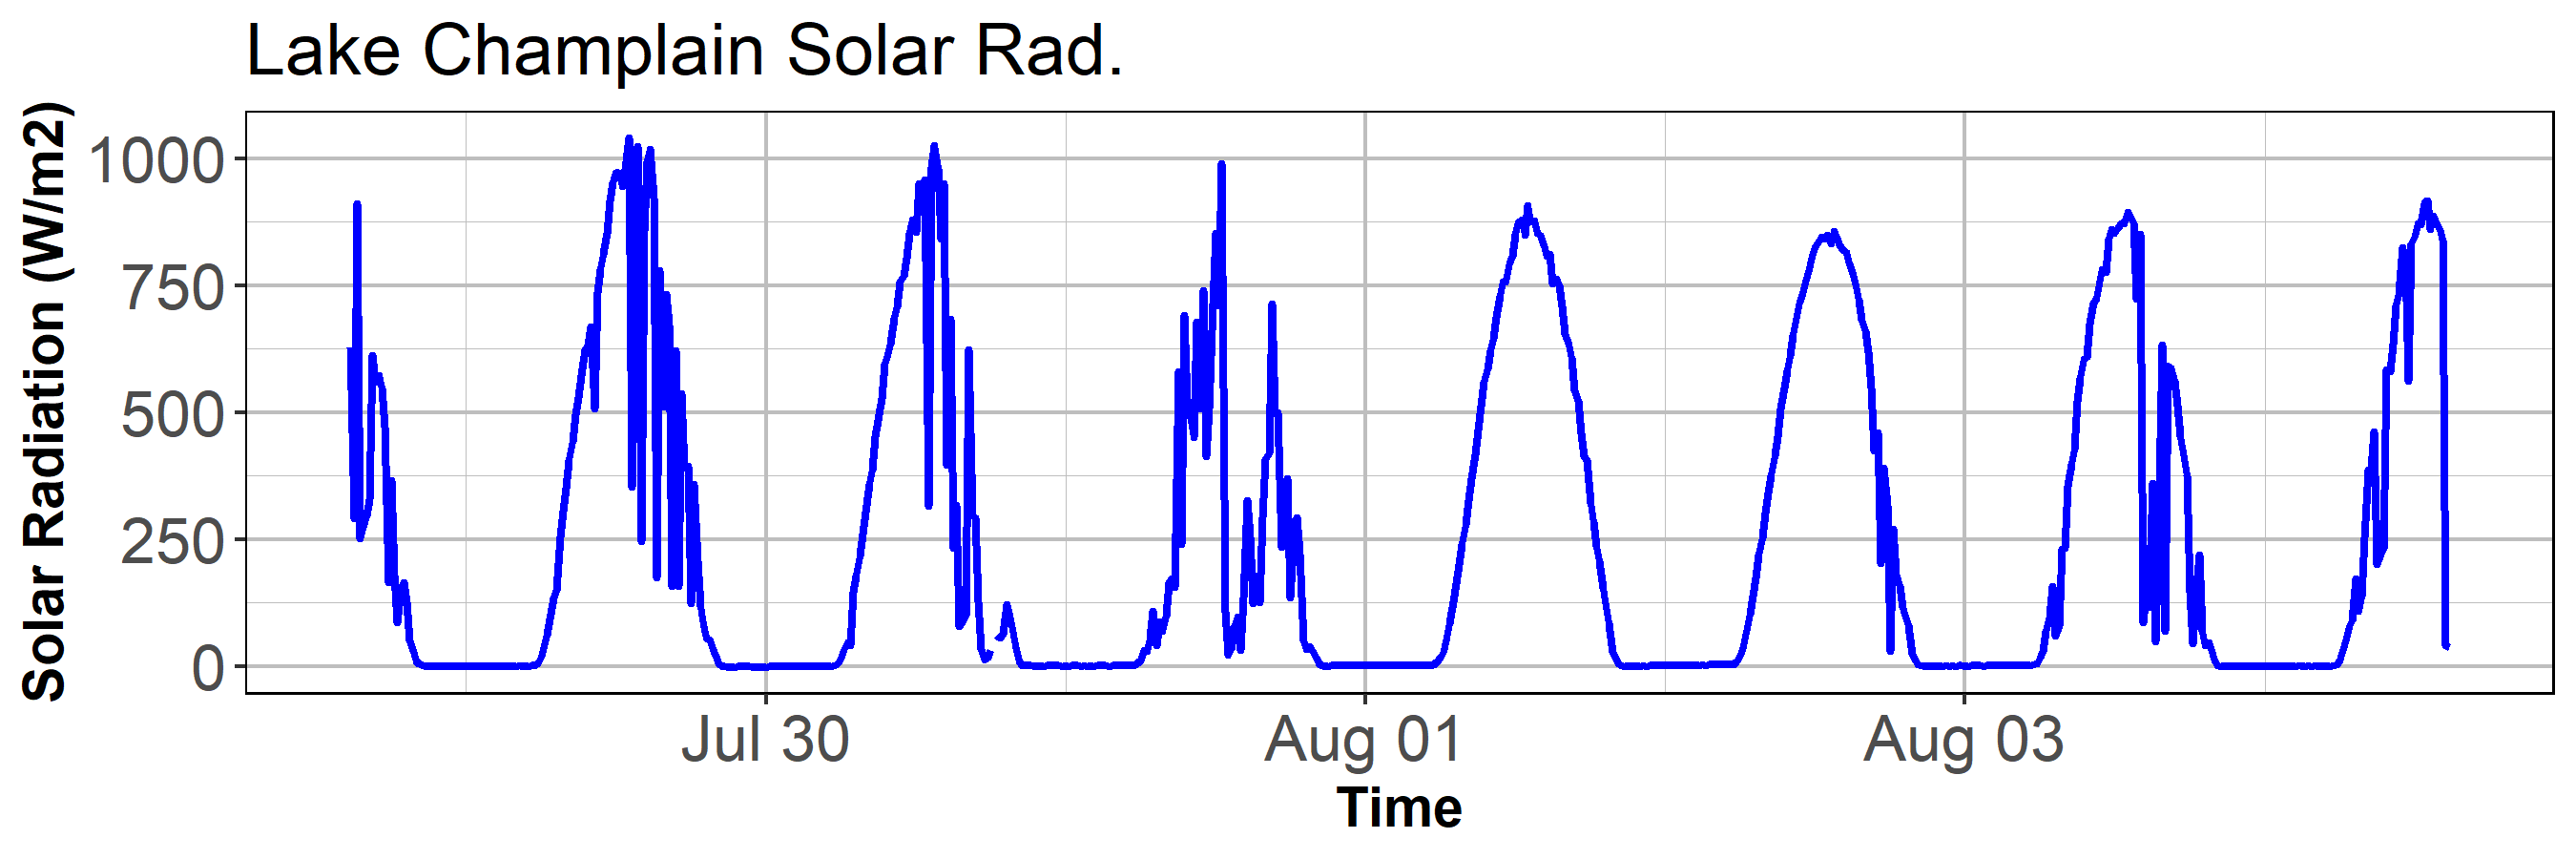 Lake Champlain Solar Rad.
Solar Radiation (W/m2)
1000
750
500
250
0
Jul 30
Aug 01
Aug 03
Time